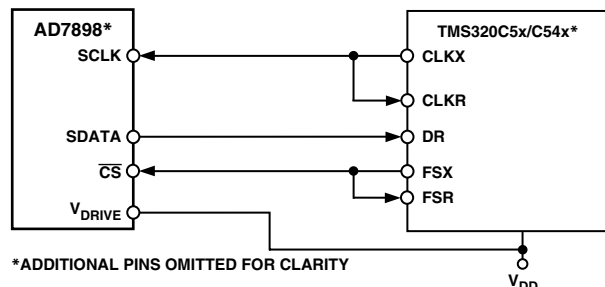 AD7898*
TMS320C5x/C54x*
SCLK
CLKX
CLKR
SDATA
DR
CS
FSX
FSR
VDRIVE
*ADDITIONAL PINS OMITTED FOR CLARITY
VDD